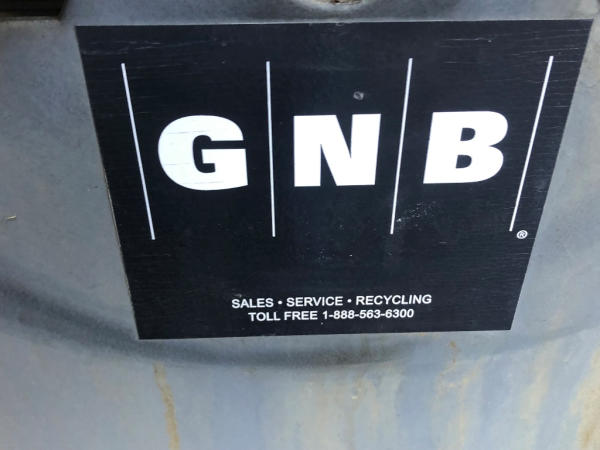 GNB
®
SALES • SERVICE • RECYCLING
TOLL FREE 1-888-563-6300